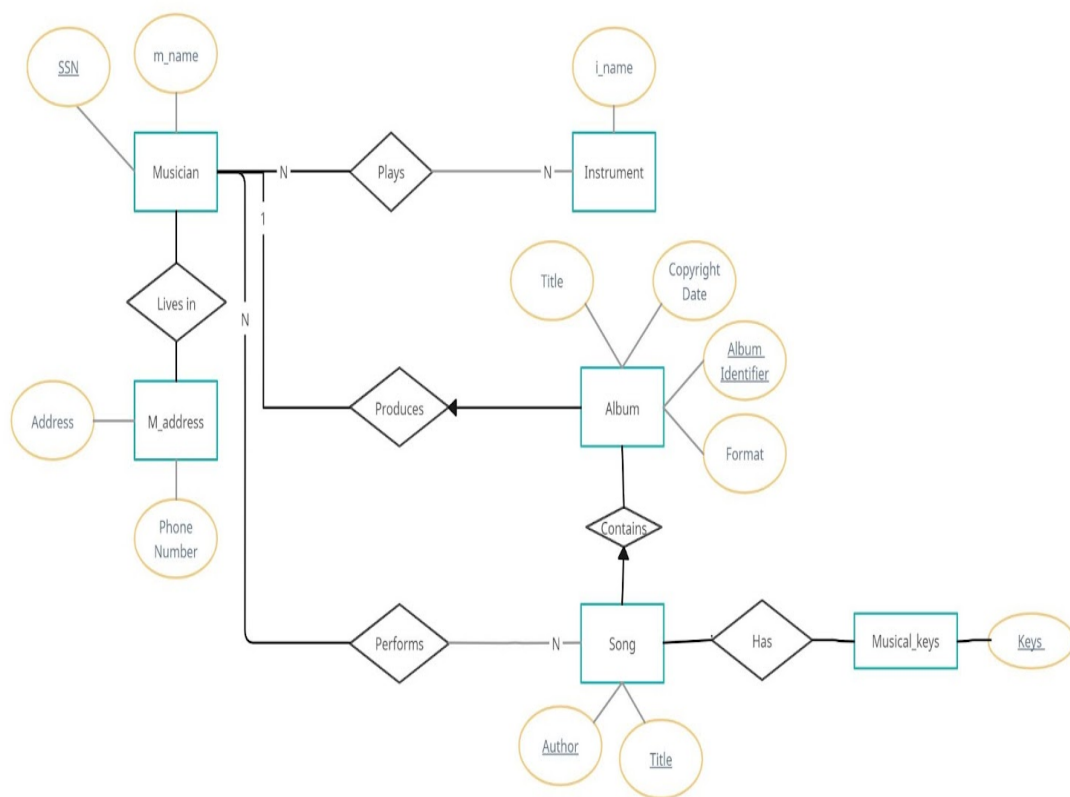 m_name
SSN
i_name
Musician
N
Plays
N
Instrument
1
Title
Copyright
Date
Lives in
N
Album
Identifier
Address
M_address
Produces
Album
Format
Phone
Number
Contains
Performs
N
Song
Has
Musical_keys
Keys
Author
Title